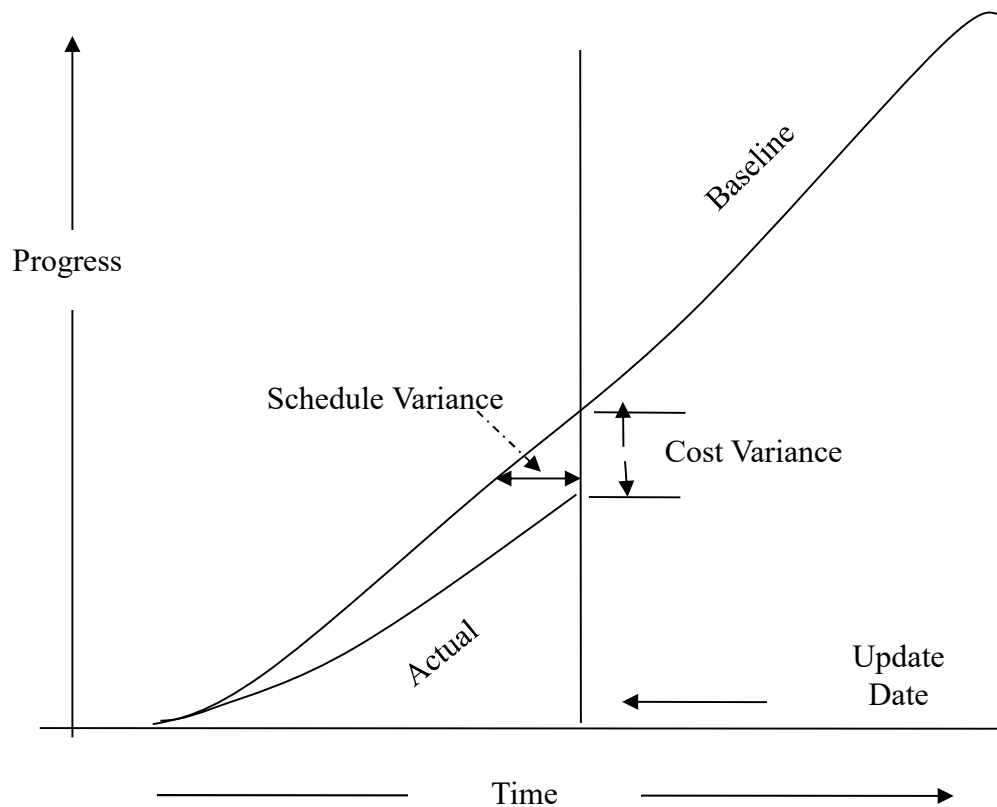 Baseline
Progress
Schedule Variance
Cost Variance
Actual
Update
Date
Time